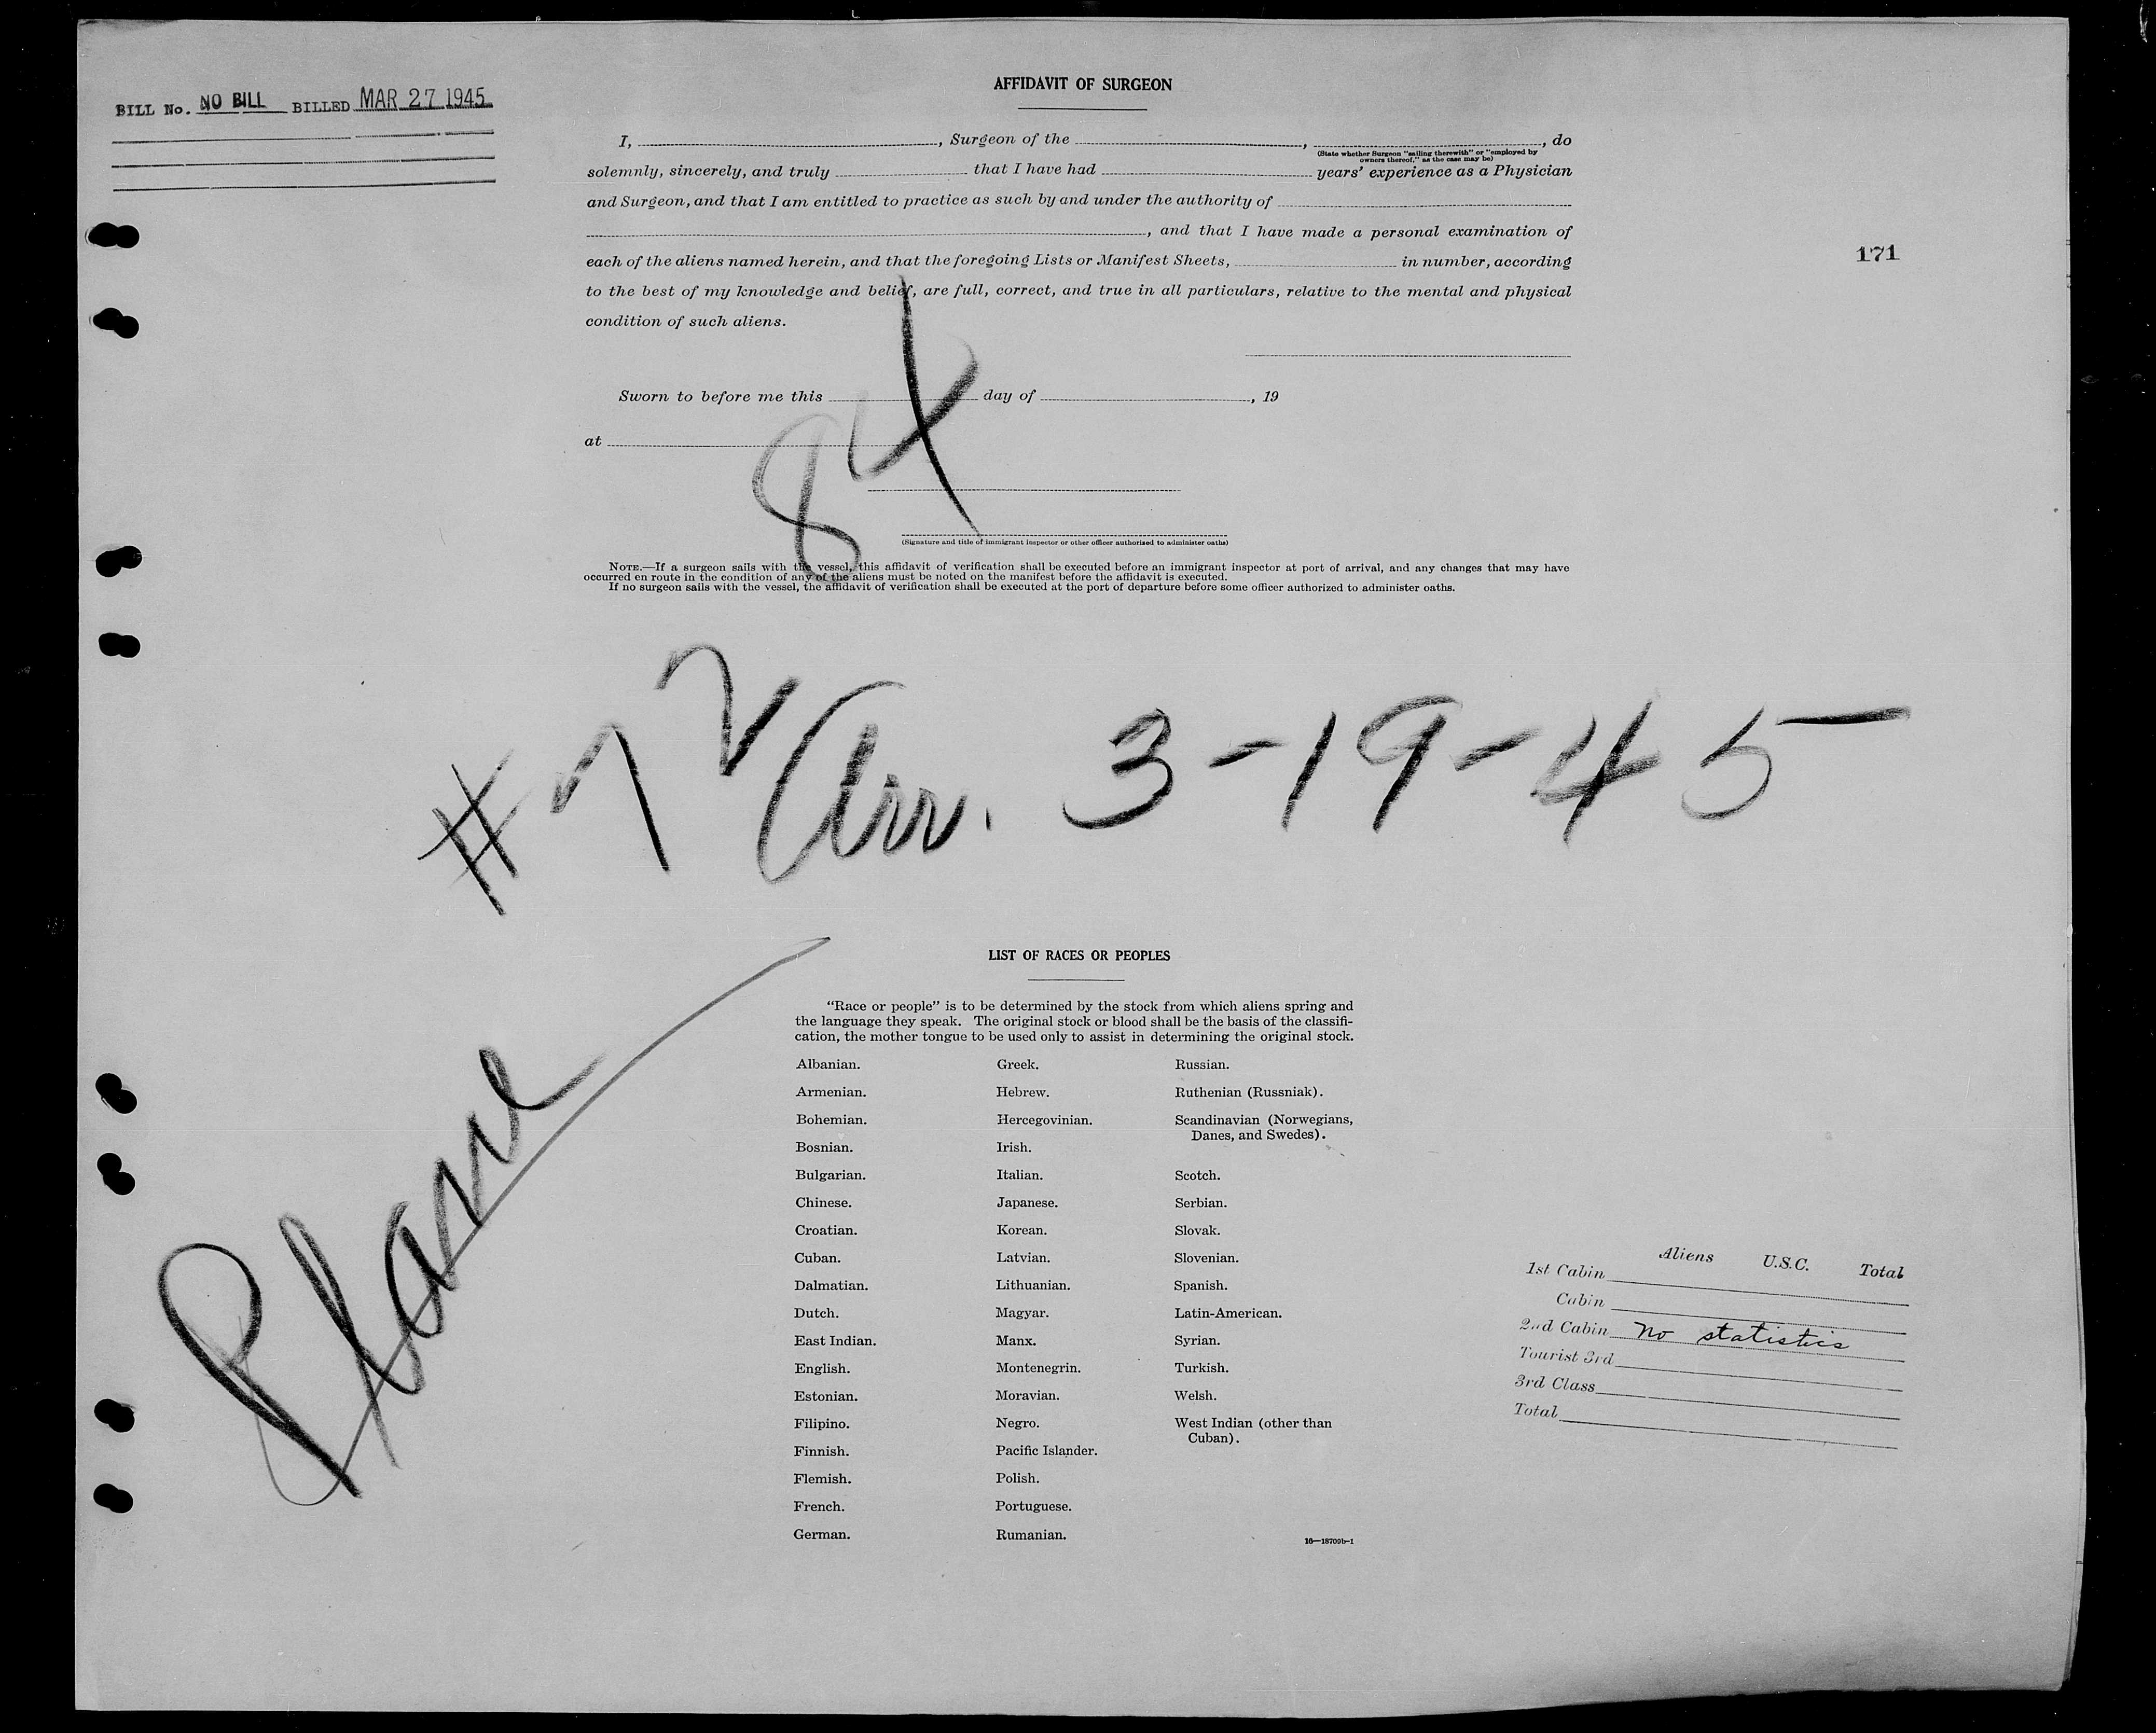 AFFIDAVIT OF SURGEON
BILL No. NO BILL BILLED MAR 27 1945
I, , Surgeon of the , , do
(State whether Surgeon "sailing therewith" or "employed by
owners thereof," as the case may be)
solemnly, sincerely, and truly that I have had years' experience as a Physician
and Surgeon, and that I am entitled to practice as such by and under the authority of
, and that I have made a personal examination of
171
each of the aliens named herein, and that the foregoing Lists or Manifest Sheets, in number, according
to the best of my knowledge and belief, are full, correct, and true in all particulars, relative to the mental and physical
condition of such aliens.
Sworn to before me this day of , 19
at
84
(Signature and title of immigrant inspector or other officer authorized to administer oaths)
NOTE.—If a surgeon sails with the vessel, this affidavit of verification shall be executed before an immigrant inspector at port of arrival, and any changes that may have
occurred en route in the condition of any of the aliens must be noted on the manifest before the affidavit is executed.
If no surgeon sails with the vessel, the affidavit of verification shall be executed at the port of departure before some officer authorized to administer oaths.
#72 Arr. 3-19-45
Plane
LIST OF RACES OR PEOPLES
"Race or people" is to be determined by the stock from which aliens spring and
the language they speak. The original stock or blood shall be the basis of the classifi-
cation, the mother tongue to be used only to assist in determining the original stock.
Albanian.
Armenian.
Bohemian.
Bosnian.
Bulgarian.
Chinese.
Croatian.
Cuban.
Dalmatian.
Dutch.
East Indian.
English.
Estonian.
Filipino.
Finnish.
Flemish.
French.
German.
Greek.
Hebrew.
Hercegovinian.
Irish.
Italian.
Japanese.
Korean.
Latvian.
Lithuanian.
Magyar.
Manx.
Montenegrin.
Moravian.
Negro.
Pacific Islander.
Polish.
Portuguese.
Rumanian.
Russian.
Ruthenian (Russniak).
Scandinavian (Norwegians,
Danes, and Swedes).
Scotch.
Serbian.
Slovak.
Slovenian.
Spanish.
Latin-American.
Syrian.
Turkish.
Welsh.
West Indian (other than
Cuban).
16—18709b-1
Aliens U.S.C. Total
1st Cabin
Cabin
2nd Cabin No statistics
Tourist 3rd
3rd Class
Total